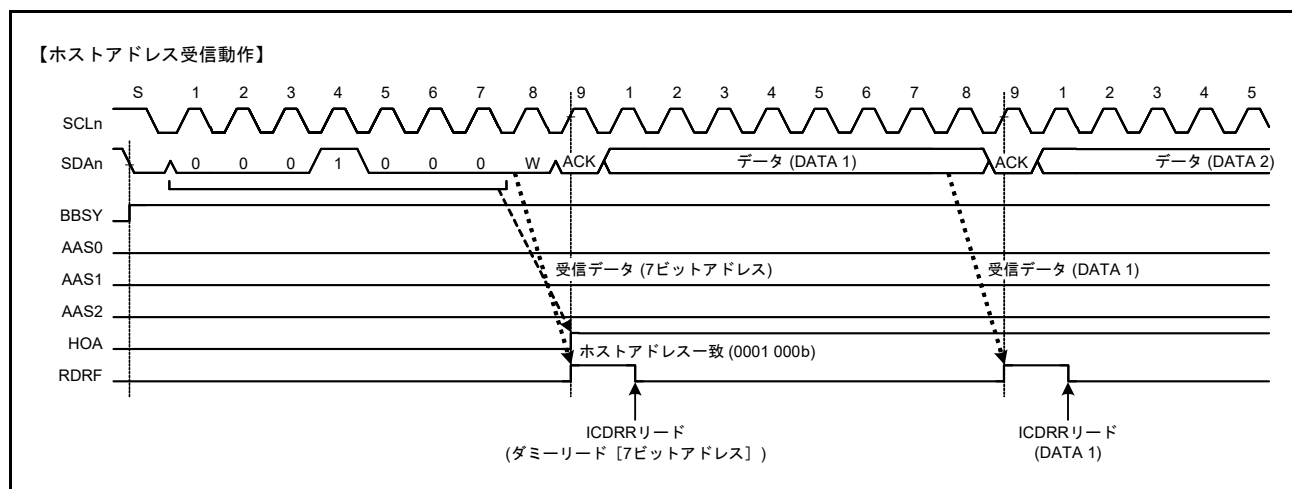 【ホストアドレス受信動作】
S 1 2 3 4 5 6 7 8 9 1 2 3 4 5 6 7 8 9 1 2 3 4 5
SCLn
SDAn 0 0 0 1 0 0 0 W ACK データ (DATA 1) ACK データ (DATA 2)
BBSY
AAS0
AAS1 受信データ (7ビットアドレス) 受信データ (DATA 1)
AAS2
HOA ホストアドレス一致 (0001 000b)
RDRF
ICDRRリード ICDRRリード
(ダミーリード［7ビットアドレス］) (DATA 1)